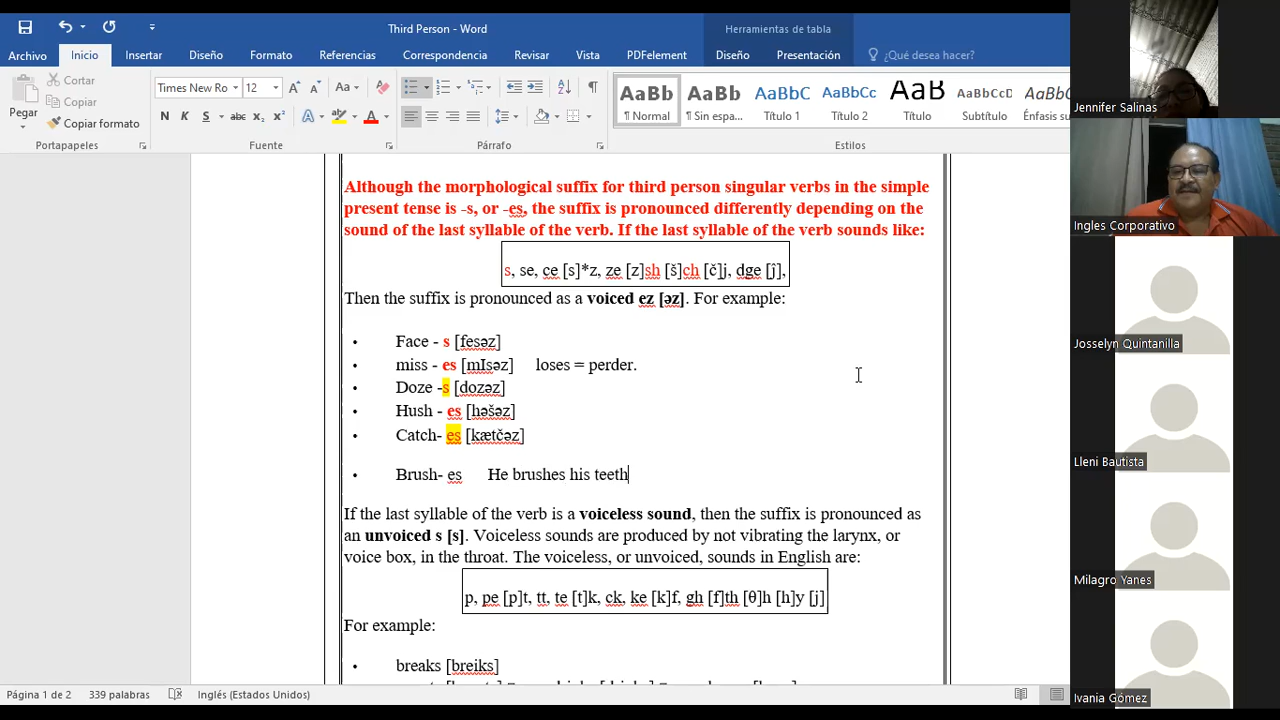 Third Person - Word
Herramientas de tabla
Archivo Inicio Insertar Diseño Formato Referencias Correspondencia Revisar Vista PDFelement Diseño Presentación ¿Qué desea hacer?
Pegar
Cortar
Copiar
Copiar formato
Portapapeles
Times New Ro 12
N K S abc x₂ x²
Fuente
Párrafo
AaBb AaBb AaBbC AaBbCc AaB AaBbCcD AaBbC
¶ Normal ¶ Sin espa... Título 1 Título 2 Título Subtítulo Énfasis su
Estilos
Although the morphological suffix for third person singular verbs in the simple
present tense is -s, or -es, the suffix is pronounced differently depending on the
sound of the last syllable of the verb. If the last syllable of the verb sounds like:
s, se, ce [s]*z, ze [z]sh [š]ch [č]j, dge [ĵ],
Then the suffix is pronounced as a voiced ez [əz]. For example:
• Face - s [fesəz]
• miss - es [mIsəz] loses = perder.
• Doze -s [dozəz]
• Hush - es [həšəz]
• Catch- es [kætčəz]
• Brush- es He brushes his teeth
If the last syllable of the verb is a voiceless sound, then the suffix is pronounced as
an unvoiced s [s]. Voiceless sounds are produced by not vibrating the larynx, or
voice box, in the throat. The voiceless, or unvoiced, sounds in English are:
p, pe [p]t, tt, te [t]k, ck, ke [k]f, gh [f]th [θ]h [h]y [j]
For example:
• breaks [breiks]
Página 1 de 2 339 palabras Inglés (Estados Unidos)
Jennifer Salinas
Ingles Corporativo
Josselyn Quintanilla
Lleni Bautista
Milagro Yanes
Ivania Gómez